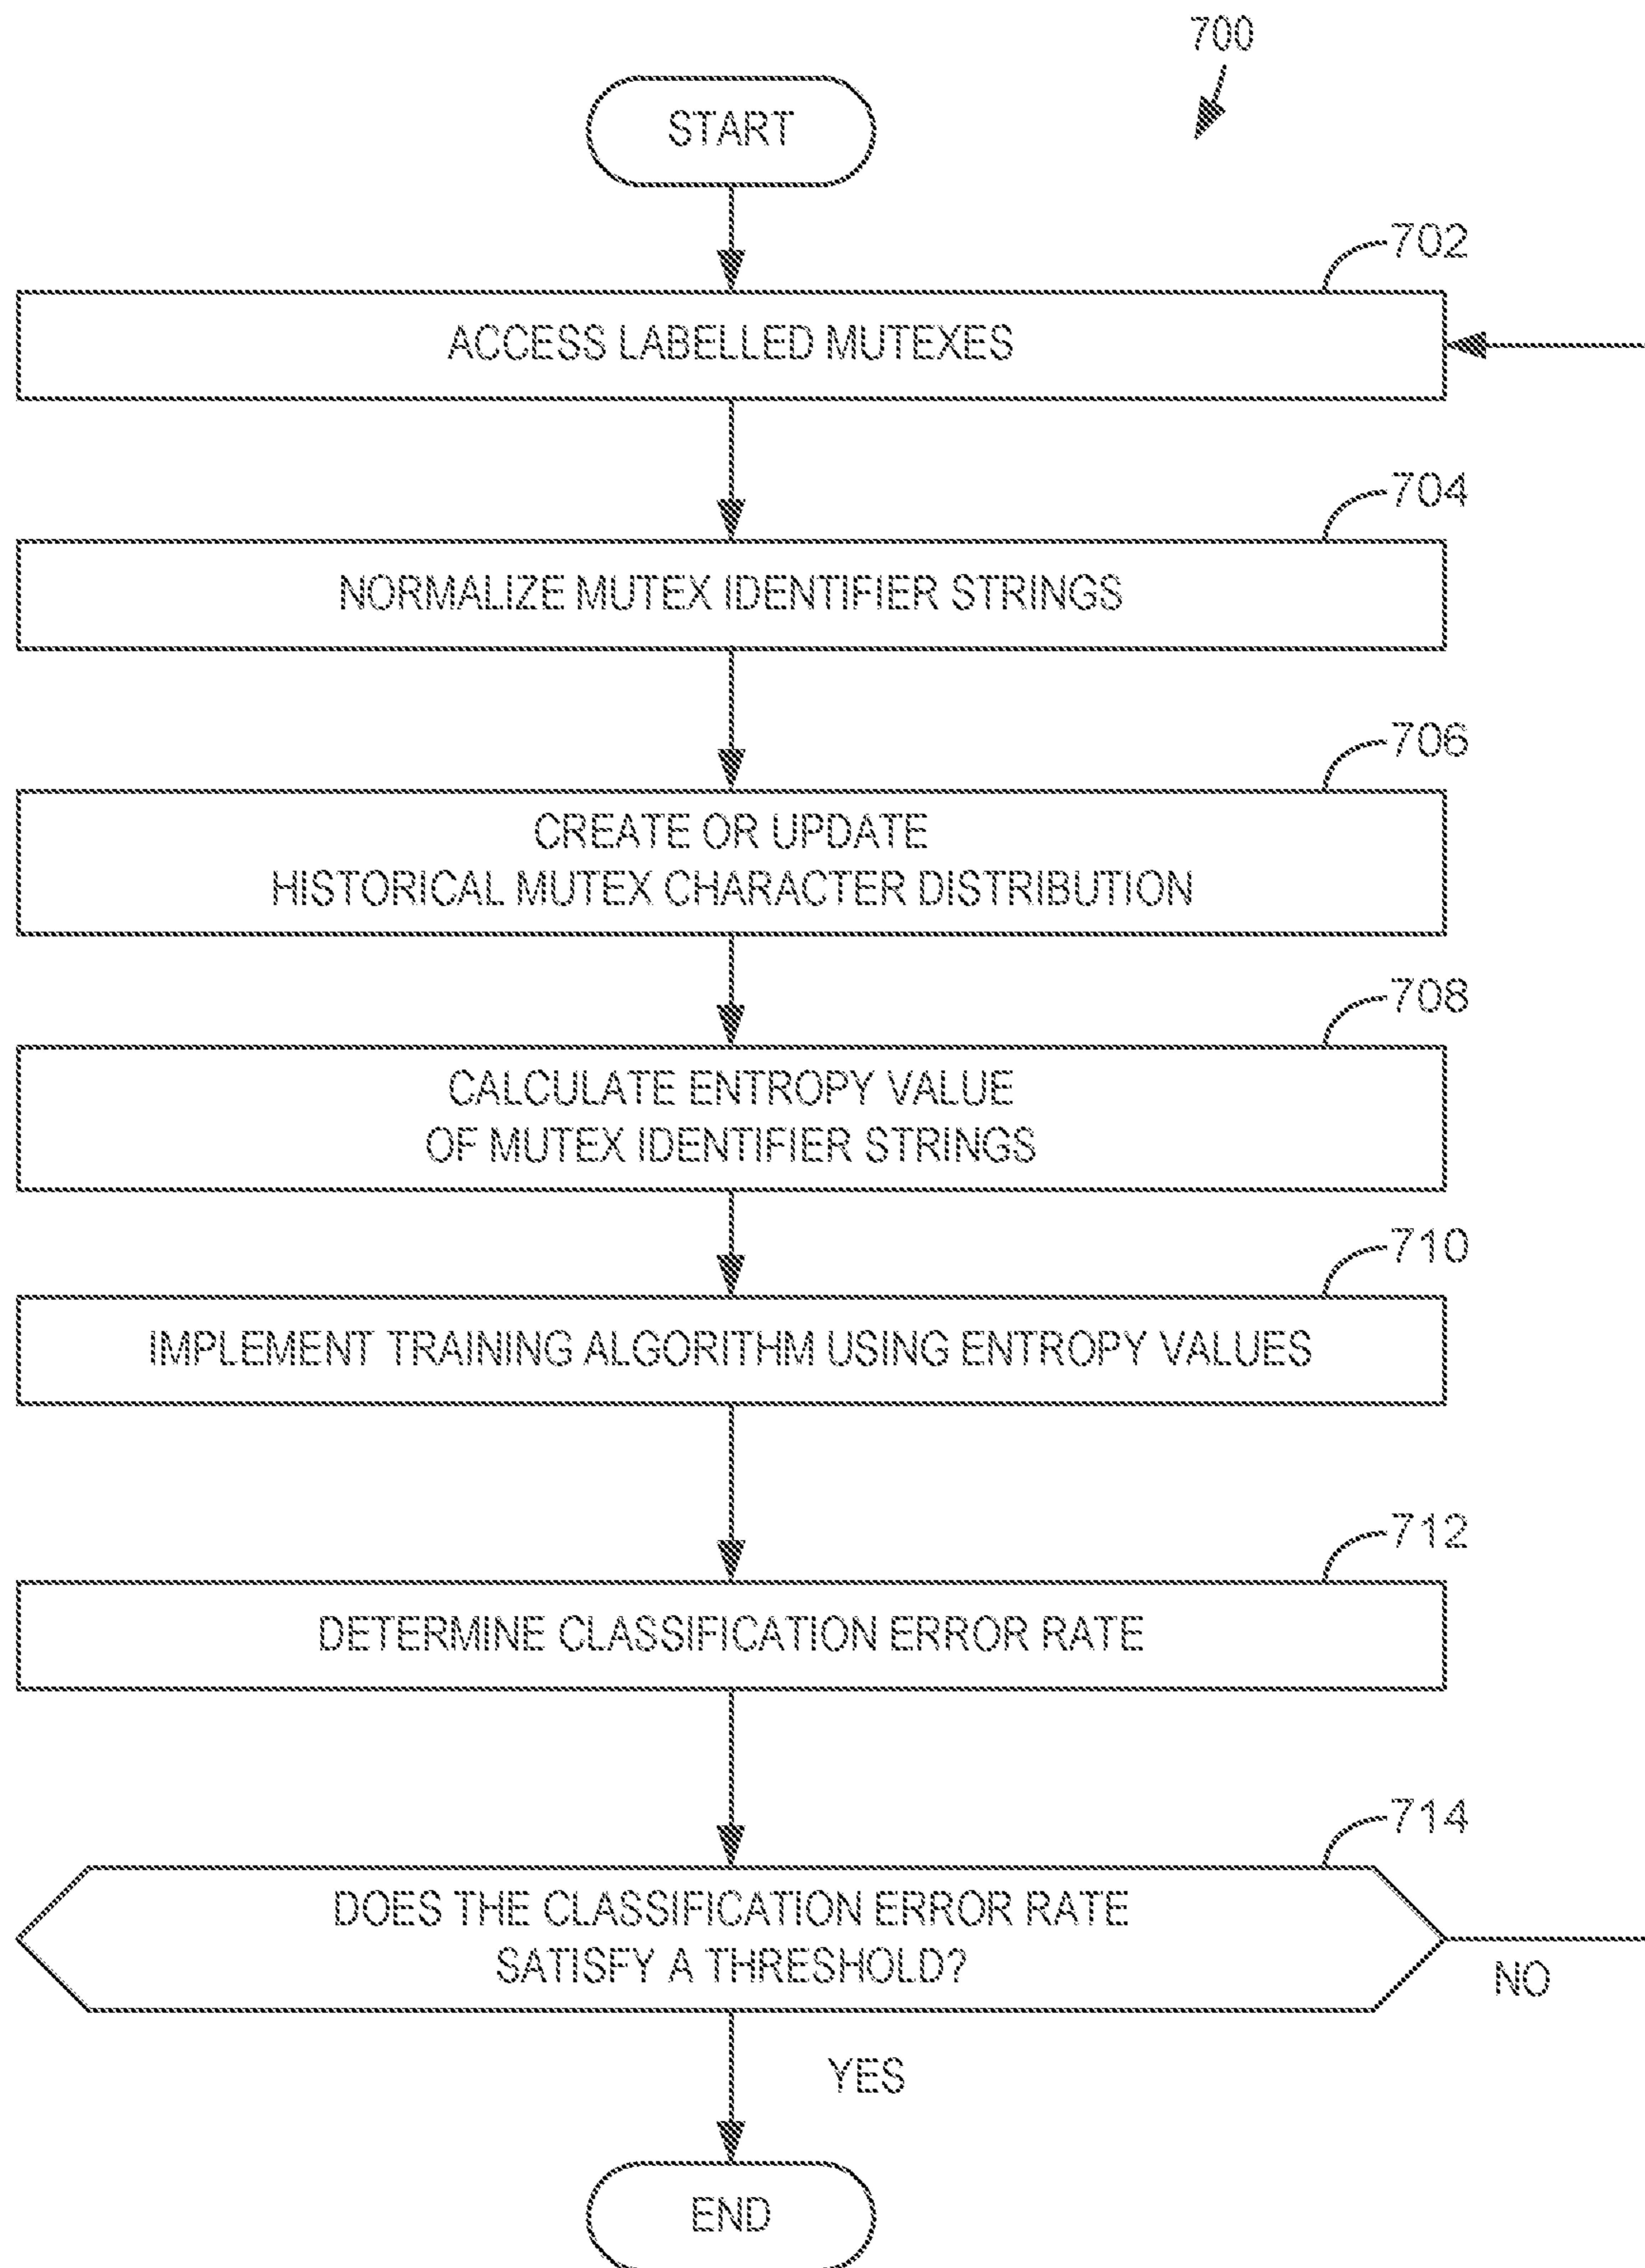 700
START
702
ACCESS LABELLED MUTEXES
704
NORMALIZE MUTEX IDENTIFIER STRINGS
706
CREATE OR UPDATE
HISTORICAL MUTEX CHARACTER DISTRIBUTION
708
CALCULATE ENTROPY VALUE
OF MUTEX IDENTIFIER STRINGS
710
IMPLEMENT TRAINING ALGORITHM USING ENTROPY VALUES
712
DETERMINE CLASSIFICATION ERROR RATE
714
DOES THE CLASSIFICATION ERROR RATE
SATISFY A THRESHOLD?
NO
YES
END